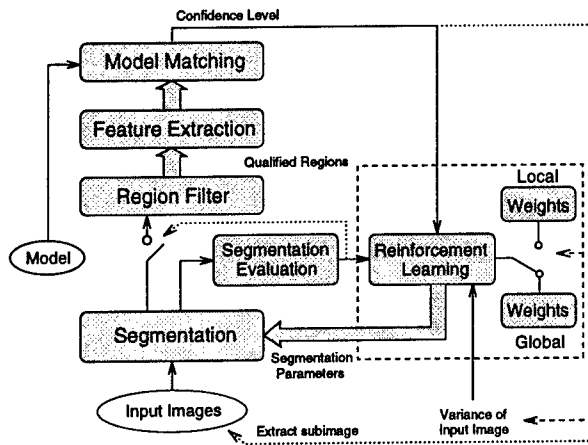 Confidence Level
Model Matching
Feature Extraction
Qualified Regions
Region Filter
Local
Weights
Model
Segmentation
Evaluation
Reinforcement
Learning
Weights
Global
Segmentation
Segmentation
Parameters
Input Images
Extract subimage
Variance of
Input Image